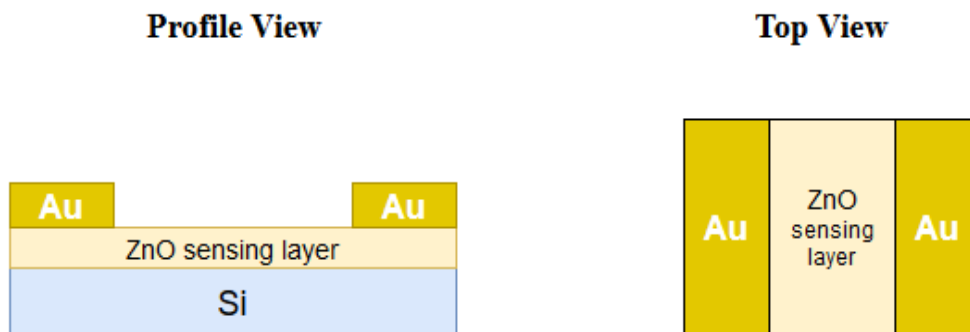 Profile View
Top View
Au
Au
ZnO sensing layer
Si
Au
ZnO
sensing
layer
Au